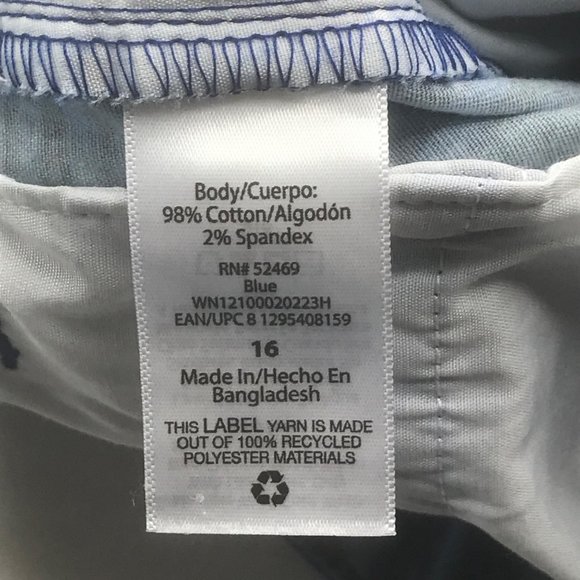 Body/Cuerpo:
98% Cotton/Algodón
2% Spandex
RN# 52469
Blue
WN12100020223H
EAN/UPC 8 1295408159
16
Made In/Hecho En
Bangladesh
THIS LABEL YARN IS MADE
OUT OF 100% RECYCLED
POLYESTER MATERIALS